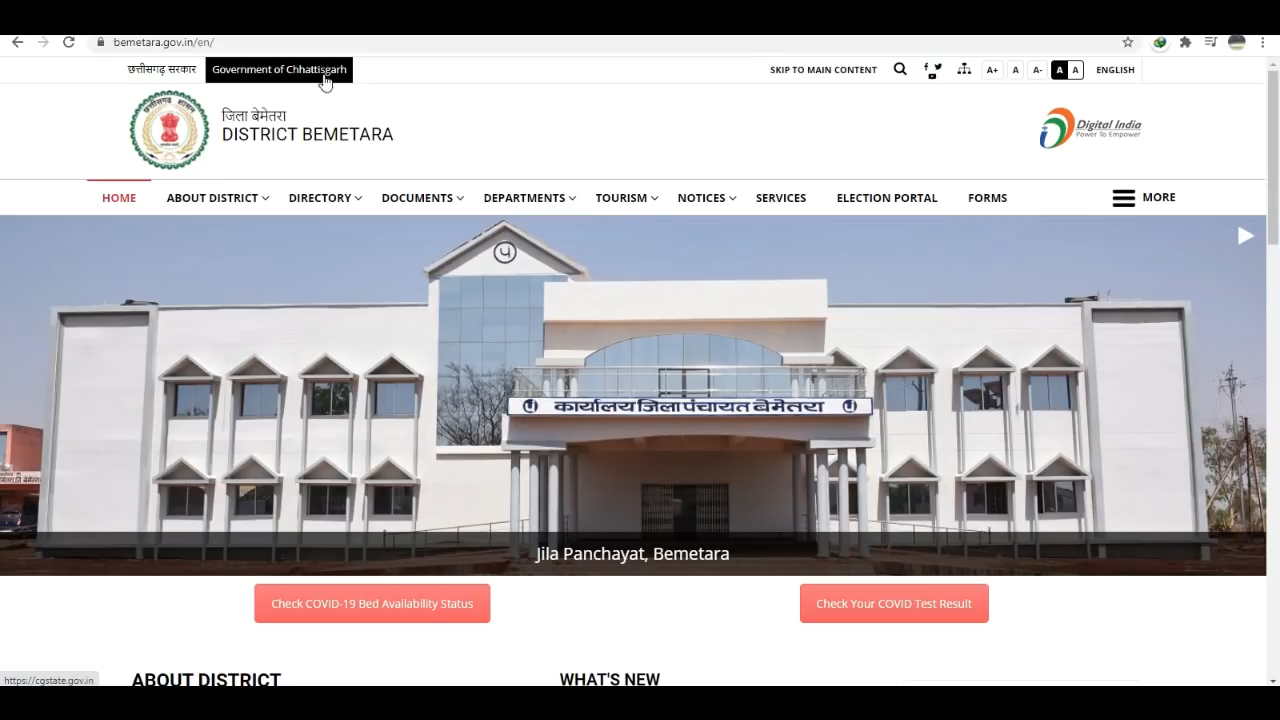 bemetara.gov.in/en/
छत्तीसगढ़ सरकार Government of Chhattisgarh SKIP TO MAIN CONTENT A+ A A- A A ENGLISH
छत्तीसगढ़ शासन
जिला बेमेतरा
DISTRICT BEMETARA
Digital India
Power To Empower
HOME ABOUT DISTRICT DIRECTORY DOCUMENTS DEPARTMENTS TOURISM NOTICES SERVICES ELECTION PORTAL FORMS MORE
पं
कार्यालय जिला पंचायत बेमेतरा
Jila Panchayat, Bemetara
Check COVID-19 Bed Availability Status Check Your COVID Test Result
https://cgstate.gov.in
ABOUT DISTRICT WHAT'S NEW